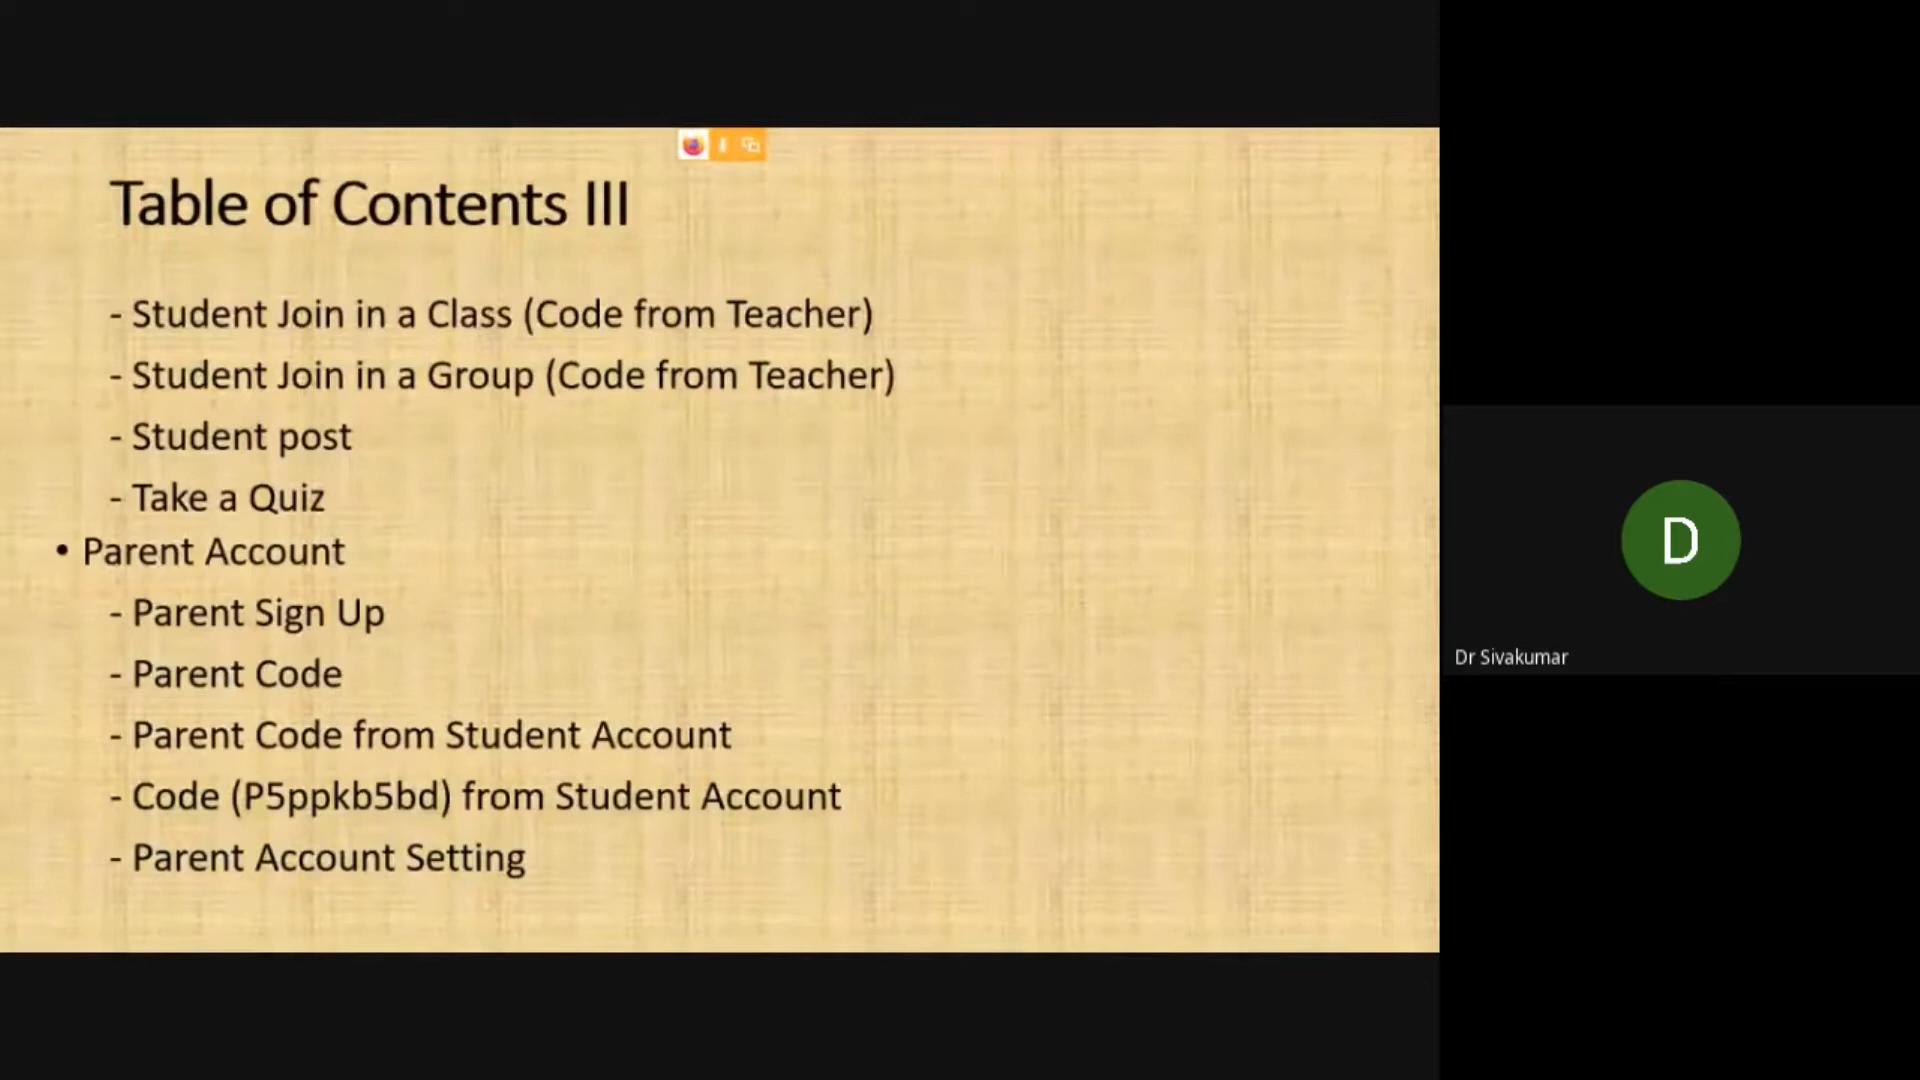 Table of Contents III
- Student Join in a Class (Code from Teacher)
- Student Join in a Group (Code from Teacher)
- Student post
- Take a Quiz
• Parent Account
- Parent Sign Up
- Parent Code
- Parent Code from Student Account
- Code (P5ppkb5bd) from Student Account
- Parent Account Setting
D
Dr Sivakumar